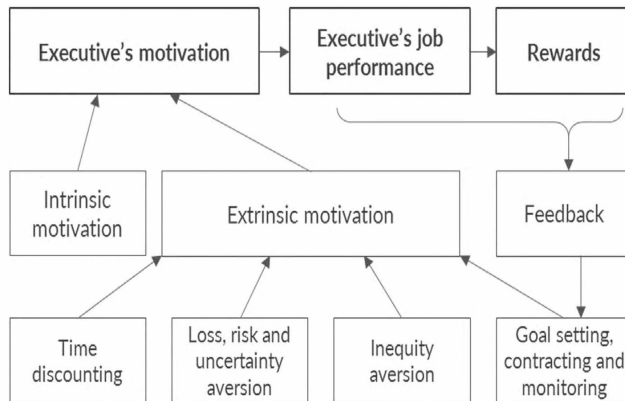 Executive's motivation
Executive's job
performance
Rewards
Intrinsic
motivation
Extrinsic motivation
Feedback
Time
discounting
Loss, risk and
uncertainty
aversion
Inequity
aversion
Goal setting,
contracting and
monitoring